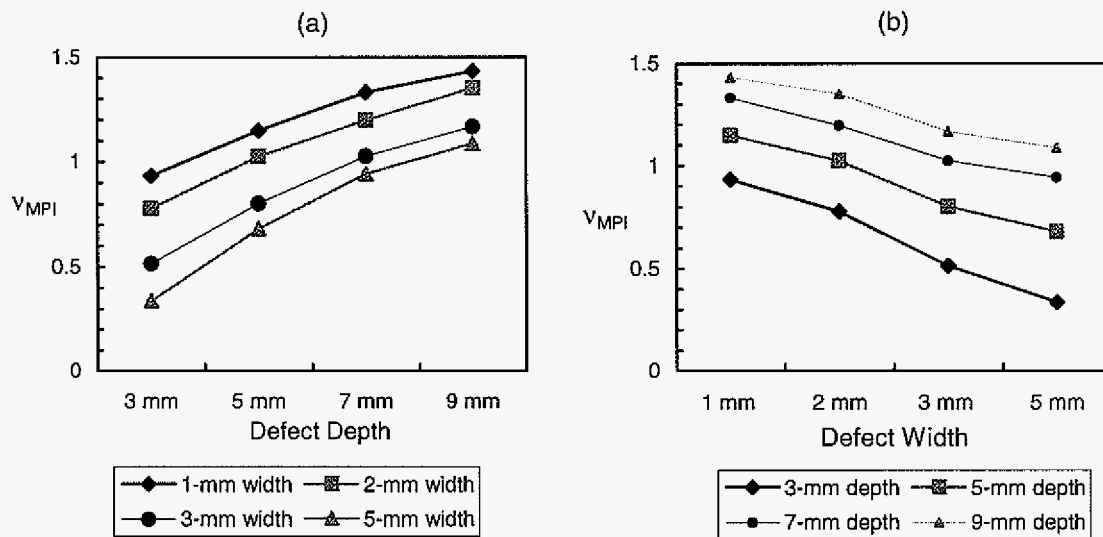 (a)
1.5
1
ν_MPI
0.5
0
3 mm 5 mm 7 mm 9 mm
Defect Depth
1-mm width 2-mm width
3-mm width 5-mm width
(b)
1.5
1
ν_MPI
0.5
0
1 mm 2 mm 3 mm 5 mm
Defect Width
3-mm depth 5-mm depth
7-mm depth 9-mm depth